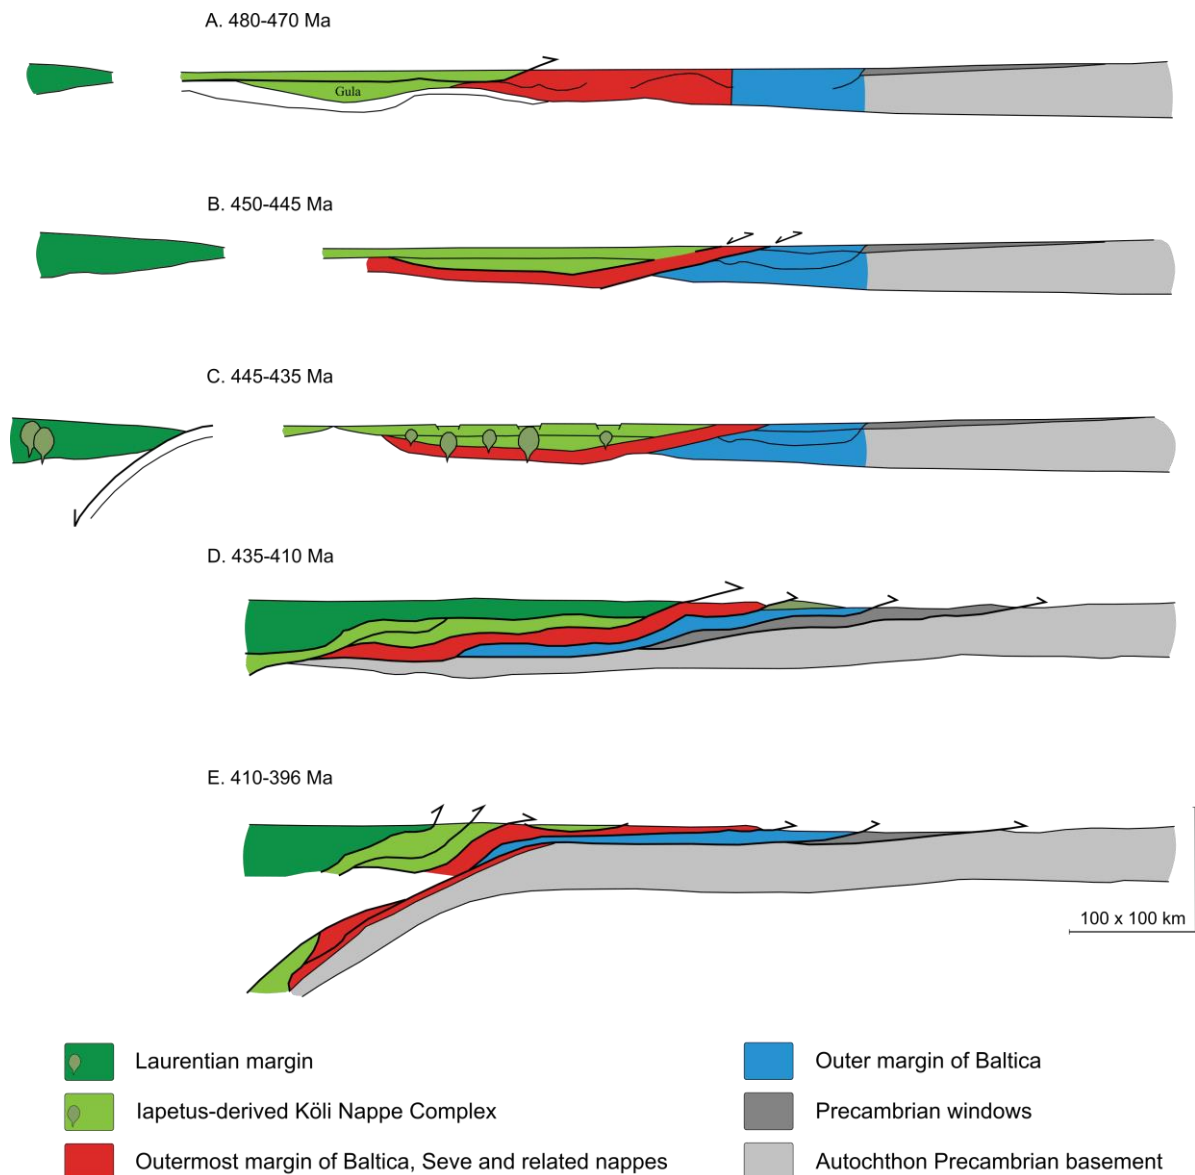 A. 480-470 Ma
Gula
B. 450-445 Ma
C. 445-435 Ma
D. 435-410 Ma
E. 410-396 Ma
100 x 100 km
Laurentian margin
Iapetus-derived Köli Nappe Complex
Outermost margin of Baltica, Seve and related nappes
Outer margin of Baltica
Precambrian windows
Autochthon Precambrian basement